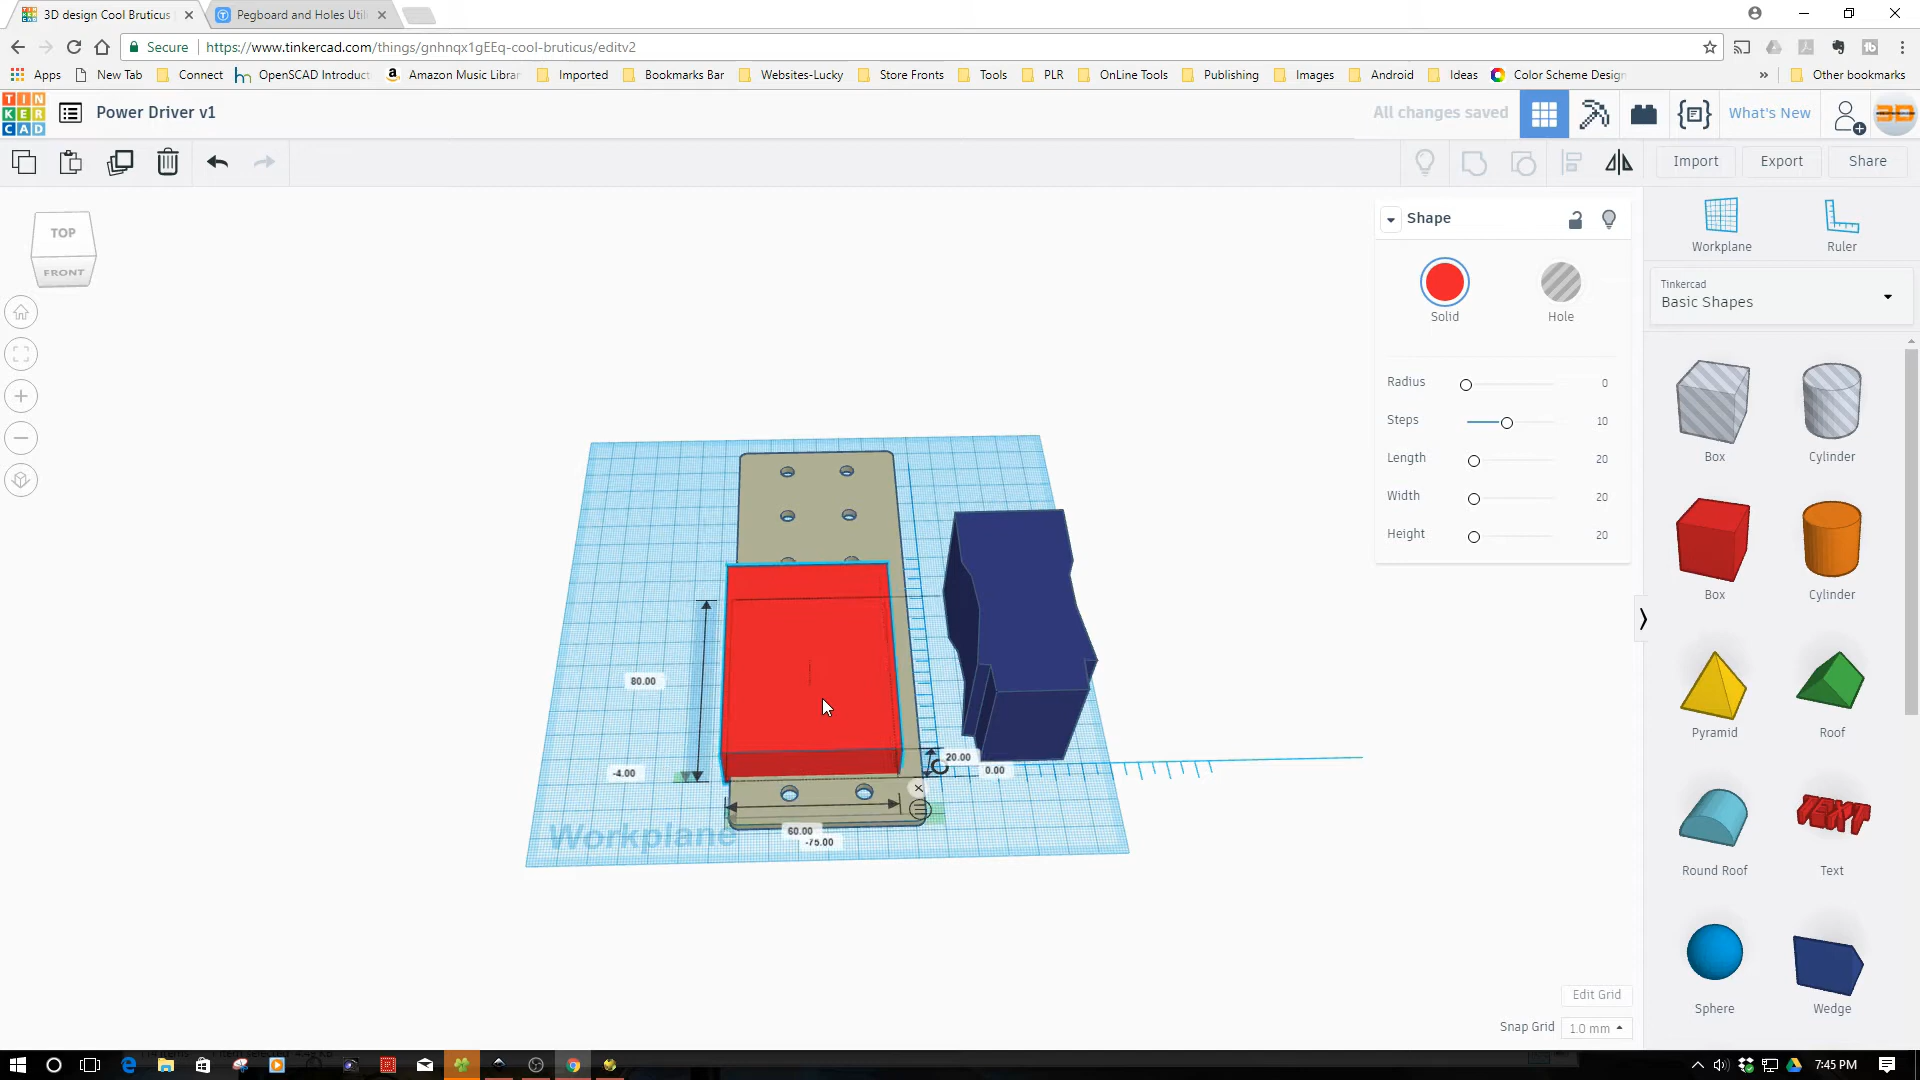 3D design Cool Bruticus
Pegboard and Holes Utili
Secure
https://www.tinkercad.com/things/gnhnqx1gEEq-cool-bruticus/editv2
Apps
New Tab
Connect
OpenSCAD Introduct
Amazon Music Librar
Imported
Bookmarks Bar
Websites-Lucky
Store Fronts
Tools
PLR
OnLine Tools
Publishing
Images
Android
Ideas
Color Scheme Design
»
Other bookmarks
TIN
KER
CAD
Power Driver v1
All changes saved
What's New
3D
Import
Export
Share
TOP
FRONT
Shape
Solid
Hole
Radius 0
Steps 10
Length 20
Width 20
Height 20
Workplane
Ruler
Tinkercad
Basic Shapes
Box
Cylinder
Box
Cylinder
Pyramid
Roof
Round Roof
TEXT
Text
Sphere
Wedge
80.00
-4.00
20.00
0.00
60.00
-75.00
Workplane
Edit Grid
Snap Grid 1.0 mm
7:45 PM